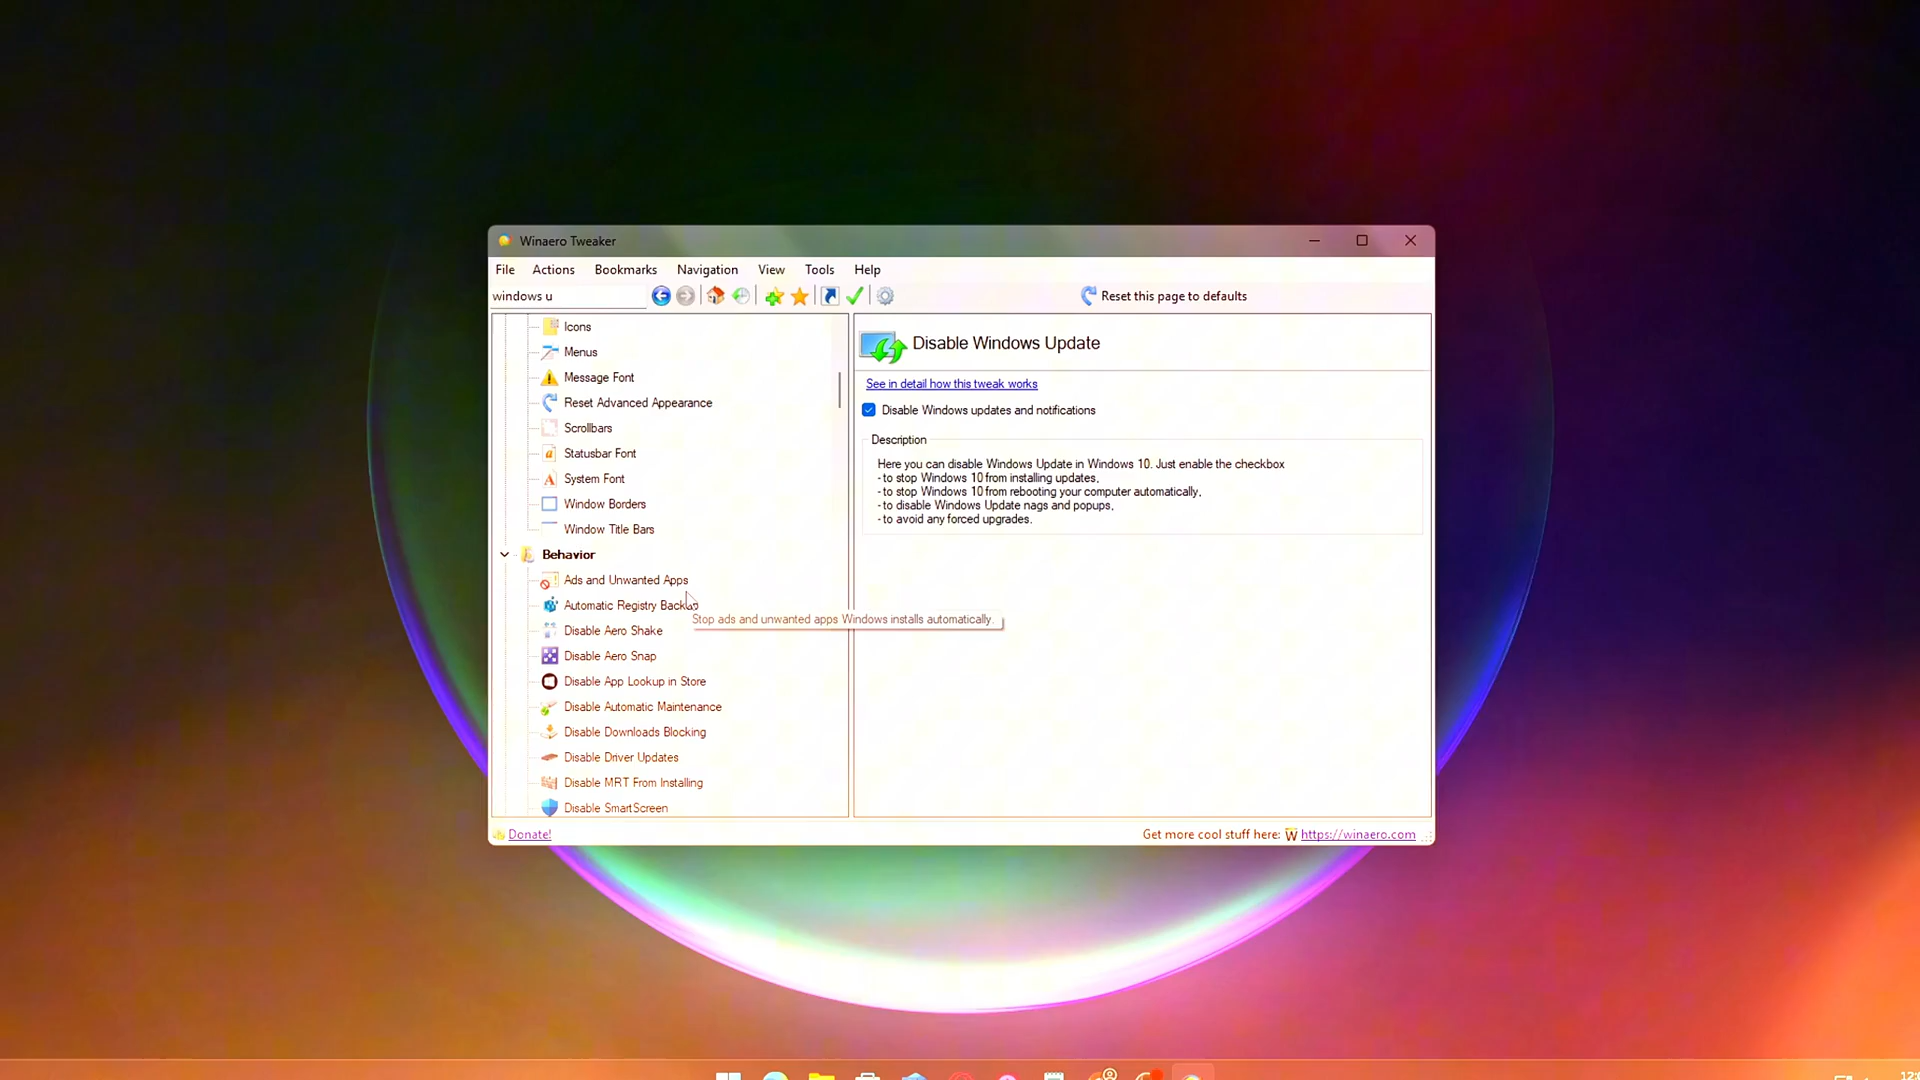 Winaero Tweaker
File Actions Bookmarks Navigation View Tools Help
windows u
Reset this page to defaults
Icons
Menus
Message Font
Reset Advanced Appearance
Scrollbars
Statusbar Font
System Font
Window Borders
Window Title Bars
Behavior
Ads and Unwanted Apps
Automatic Registry Backup
Disable Aero Shake
Disable Aero Snap
Disable App Lookup in Store
Disable Automatic Maintenance
Disable Downloads Blocking
Disable Driver Updates
Disable MRT From Installing
Disable SmartScreen
Stop ads and unwanted apps Windows installs automatically.
Disable Windows Update
See in detail how this tweak works
Disable Windows updates and notifications
Description
Here you can disable Windows Update in Windows 10. Just enable the checkbox
- to stop Windows 10 from installing updates,
- to stop Windows 10 from rebooting your computer automatically,
- to disable Windows Update nags and popups,
- to avoid any forced upgrades.
Donate!
Get more cool stuff here: https://winaero.com